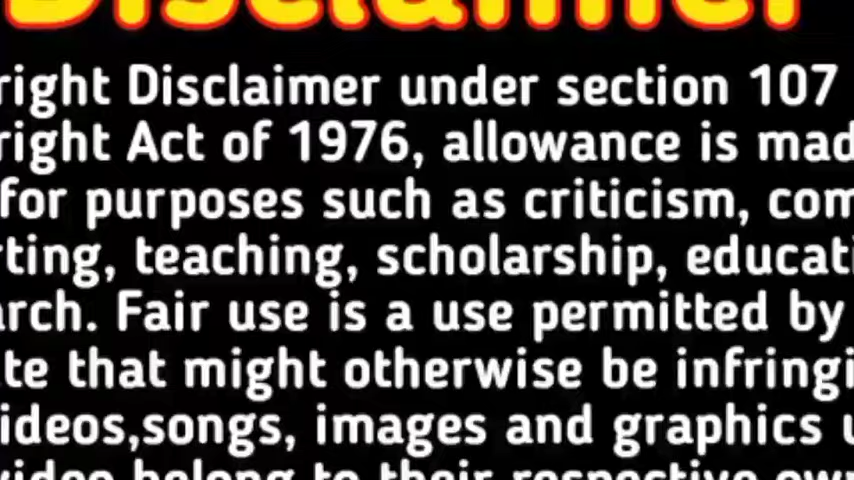 Disclaimer
right Disclaimer under section 107
right Act of 1976, allowance is mad
for purposes such as criticism, com
rting, teaching, scholarship, educati
arch. Fair use is a use permitted by
te that might otherwise be infringi
ideos,songs, images and graphics u
video belong to their respective own